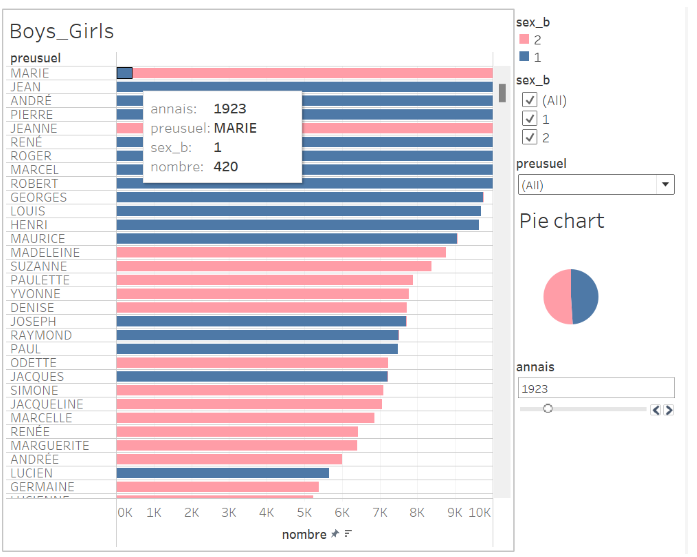 Boys_Girls
preusuel
MARIE
JEAN
ANDRÉ
PIERRE
JEANNE
RENÉ
ROGER
MARCEL
ROBERT
GEORGES
LOUIS
HENRI
MAURICE
MADELEINE
SUZANNE
PAULETTE
YVONNE
DENISE
JOSEPH
RAYMOND
PAUL
ODETTE
JACQUES
SIMONE
JACQUELINE
MARCELLE
RENÉE
MARGUERITE
ANDRÉE
LUCIEN
GERMAINE
LUCIENNE
annais: 1923
preusuel: MARIE
sex_b: 1
nombre: 420
0K 1K 2K 3K 4K 5K 6K 7K 8K 9K 10K
nombre
sex_b
2
1
sex_b
(All)
1
2
preusuel
(All)
Pie chart
annais
1923